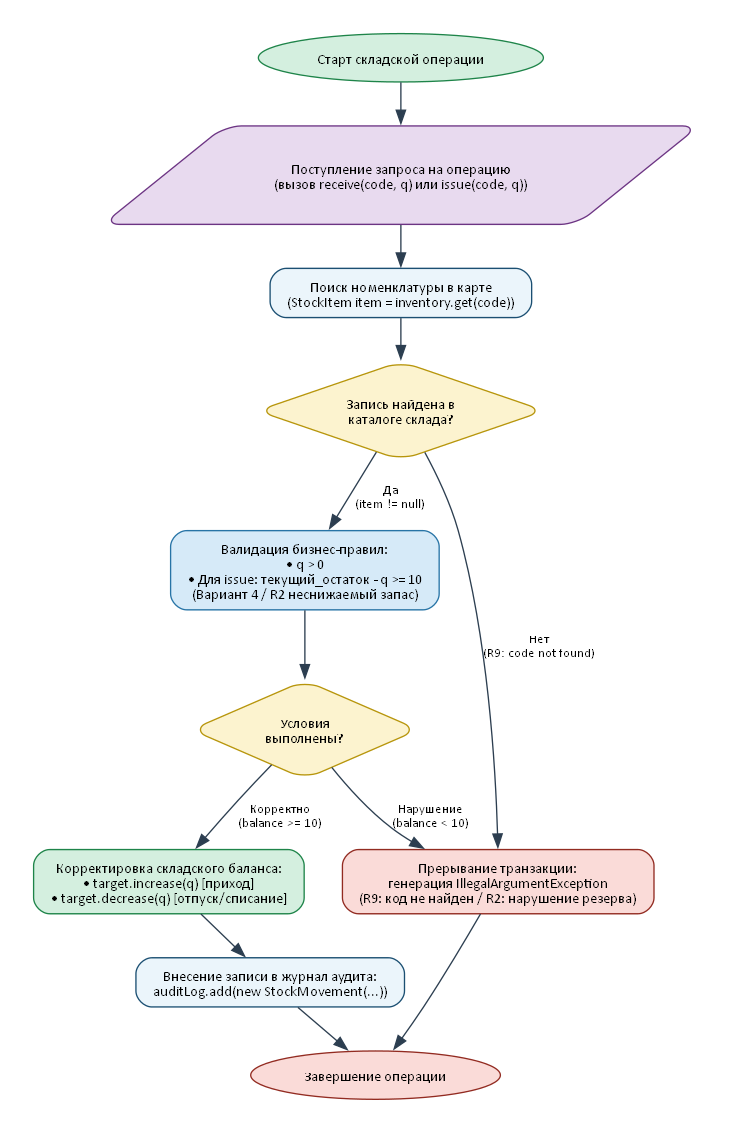 Старт складской операции
Поступление запроса на операцию
(вызов receive(code, q) или issue(code, q))
Поиск номенклатуры в карте
(StockItem item = inventory.get(code))
Запись найдена в
каталоге склада?
Да
(item != null)
Валидация бизнес-правил:
• q > 0
• Для issue: текущий_остаток - q >= 10
(Вариант 4 / R2 неснижаемый запас)
Нет
(R9: code not found)
Условия
выполнены?
Корректно
(balance >= 10)
Нарушение
(balance < 10)
Корректировка складского баланса:
• target.increase(q) [приход]
• target.decrease(q) [отпуск/списание]
Прерывание транзакции:
генерация IllegalArgumentException
(R9: код не найден / R2: нарушение резерва)
Внесение записи в журнал аудита:
auditLog.add(new StockMovement(...))
Завершение операции